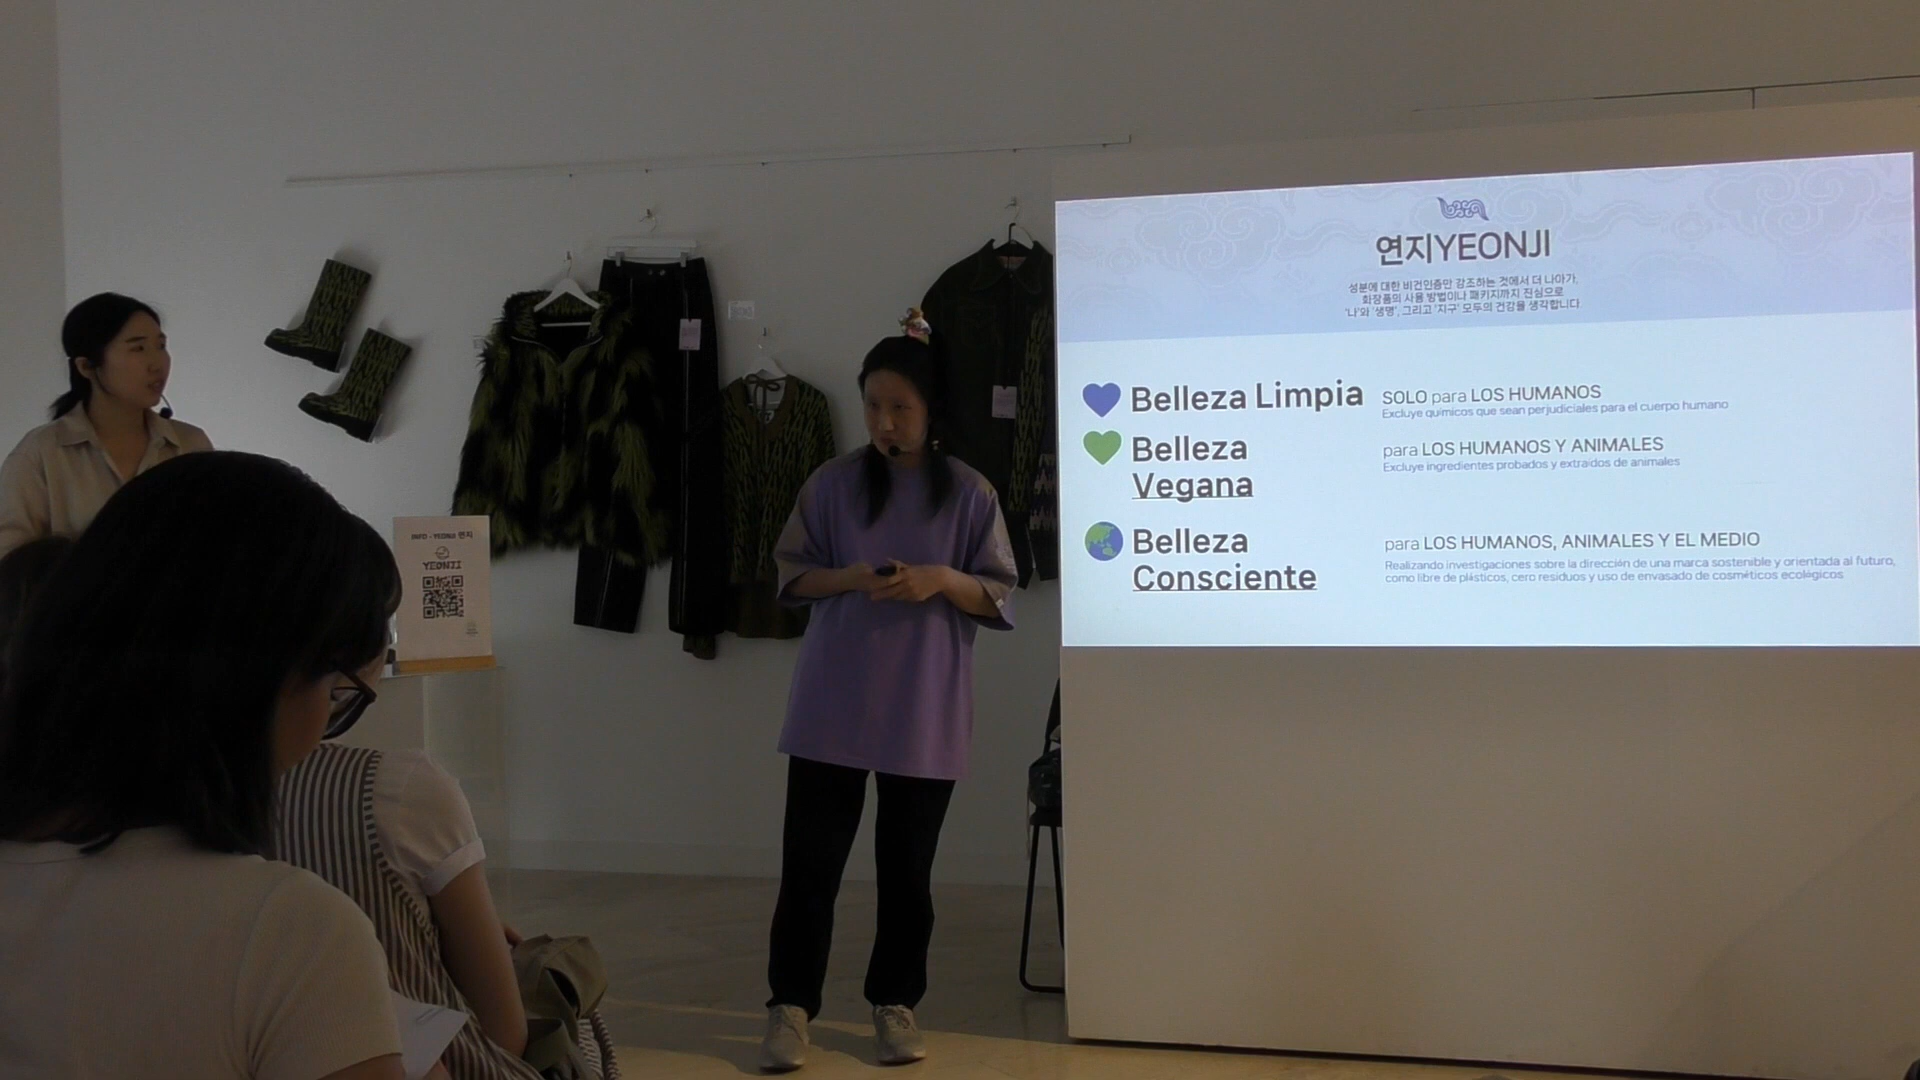 연지YEONJI
성분에 대한 비건인증만 강조하는 것에서 더 나아가,
화장품의 사용 방법이나 패키지까지 진심으로
'나'와 '생명', 그리고 '지구' 모두의 건강을 생각합니다
Belleza Limpia
SOLO para LOS HUMANOS
Excluye químicos que sean perjudiciales para el cuerpo humano
Belleza
Vegana
para LOS HUMANOS Y ANIMALES
Excluye ingredientes probados y extraídos de animales
Belleza
Consciente
para LOS HUMANOS, ANIMALES Y EL MEDIO
Realizando investigaciones sobre la dirección de una marca sostenible y orientada al futuro,
como libre de plásticos, cero residuos y uso de envasado de cosméticos ecológicos
INFO - YEONJI 연지
YEONJI